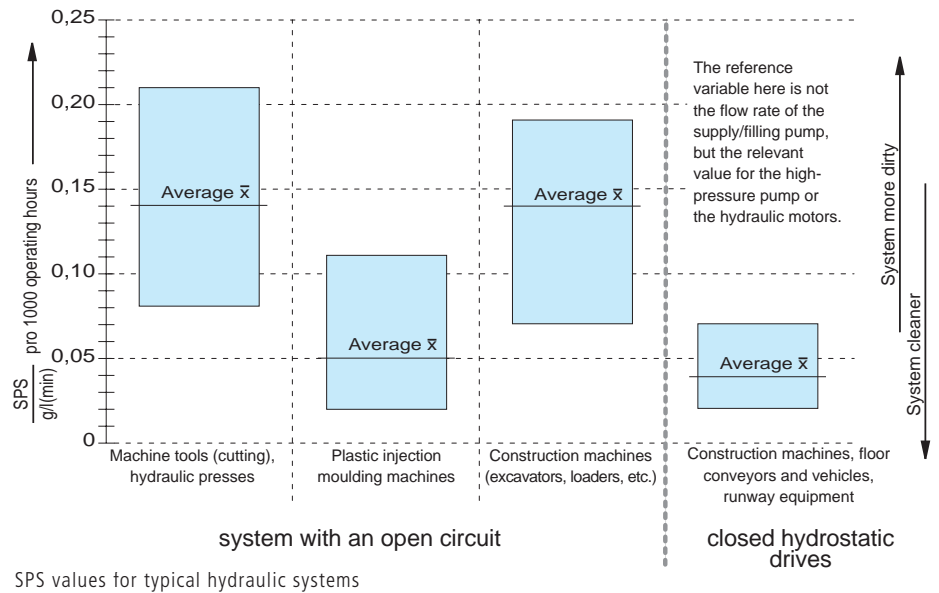 0,25
0,20
0,15
0,10
0,05
0
SPS
g/l(min)
pro 1000 operating hours
Average x̅
Average x̅
Average x̅
Average x̅
The reference
variable here is not
the flow rate of the
supply/filling pump,
but the relevant
value for the high-
pressure pump or
the hydraulic motors.
System more dirty
System cleaner
Machine tools (cutting),
hydraulic presses
Plastic injection
moulding machines
Construction machines
(excavators, loaders, etc.)
Construction machines, floor
conveyors and vehicles,
runway equipment
system with an open circuit
closed hydrostatic
drives
SPS values for typical hydraulic systems